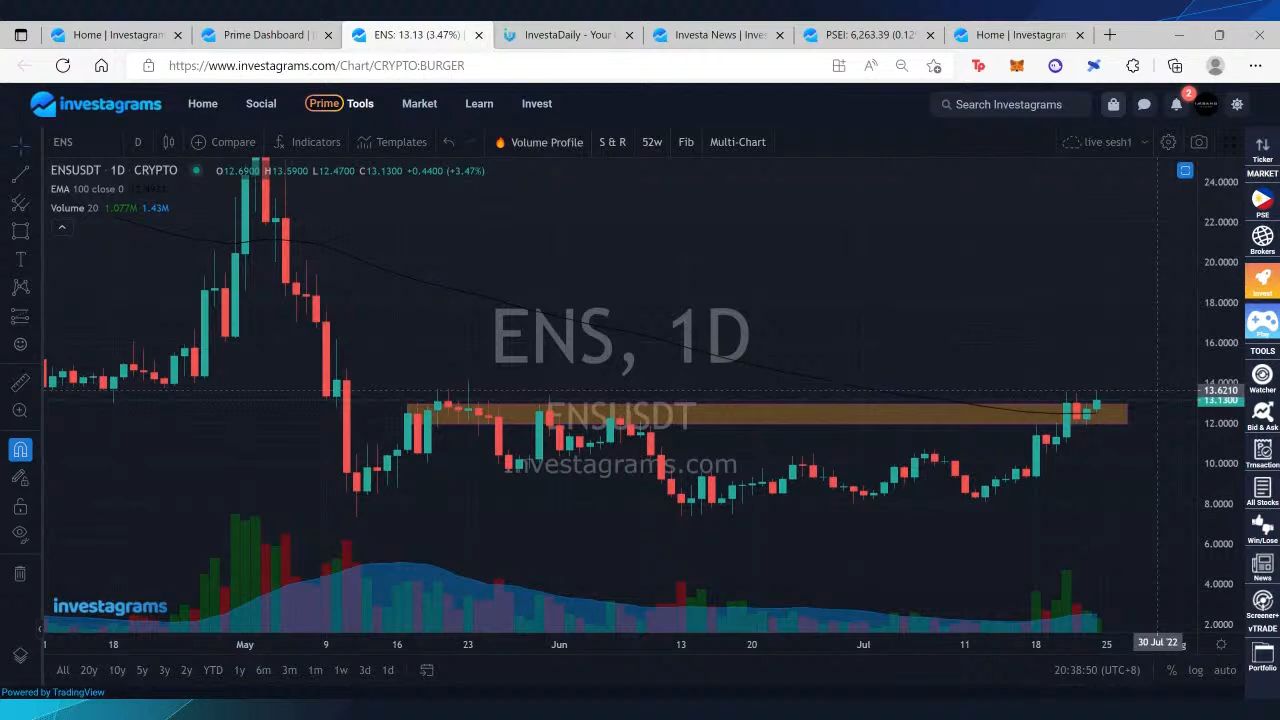 Home | Investagram
Prime Dashboard | I
ENS: 13.13 (3.47%) |
InvestaDaily - Your
Investa News | Inves
PSEI: 6,263.39 (0.12%
Home | Investagram
https://www.investagrams.com/Chart/CRYPTO:BURGER
investagrams
Home
Social
Prime Tools
Market
Learn
Invest
Search Investagrams
2
ENS
D
Compare
Indicators
Templates
Volume Profile
S & R
52w
Fib
Multi-Chart
live sesh1
ENSUSDT · 1D · CRYPTO
O12.6900 H13.5900 L12.4700 C13.1300 +0.4400 (+3.47%)
EMA 100 close 0
Volume 20 1.077M 1.43M
ENS, 1D
ENSUSDT
Investagrams.com
24.0000
22.0000
20.0000
18.0000
16.0000
14.0000
13.6210
13.1300
12.0000
10.0000
8.0000
6.0000
4.0000
2.0000
investagrams
18
May
9
16
23
Jun
13
20
Jul
11
18
25
30 Jul '22
All
20y
10y
5y
3y
2y
YTD
1y
6m
3m
1m
1w
3d
1d
20:38:50 (UTC+8)
%
log
auto
Powered by TradingView
Ticker
MARKET
PSE
Brokers
Invest
Play
TOOLS
Watcher
Bid & Ask
Trnsaction
All Stocks
Win/Lose
News
Screener+
vTRADE
Portfolio